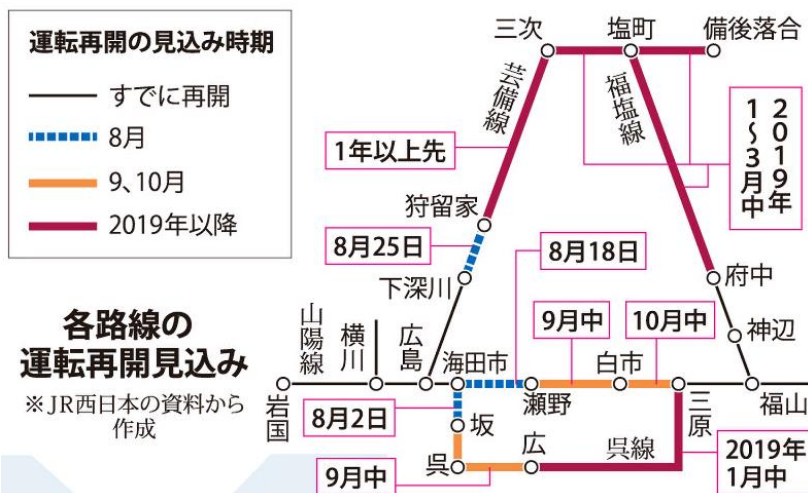 運転再開の見込み時期
すでに再開
8月
9、10月
2019年以降
各路線の
運転再開見込み
※JR西日本の資料から
作成
三次
塩町
備後落合
芸備線
福塩線
2019年
1~3月中
1年以上先
狩留家
8月25日
8月18日
下深川
府中
神辺
9月中
10月中
山陽線
横川
広島
海田市
白市
岩国
瀬野
三原
福山
8月2日
坂
広
呉線
呉
9月中
2019年
1月中